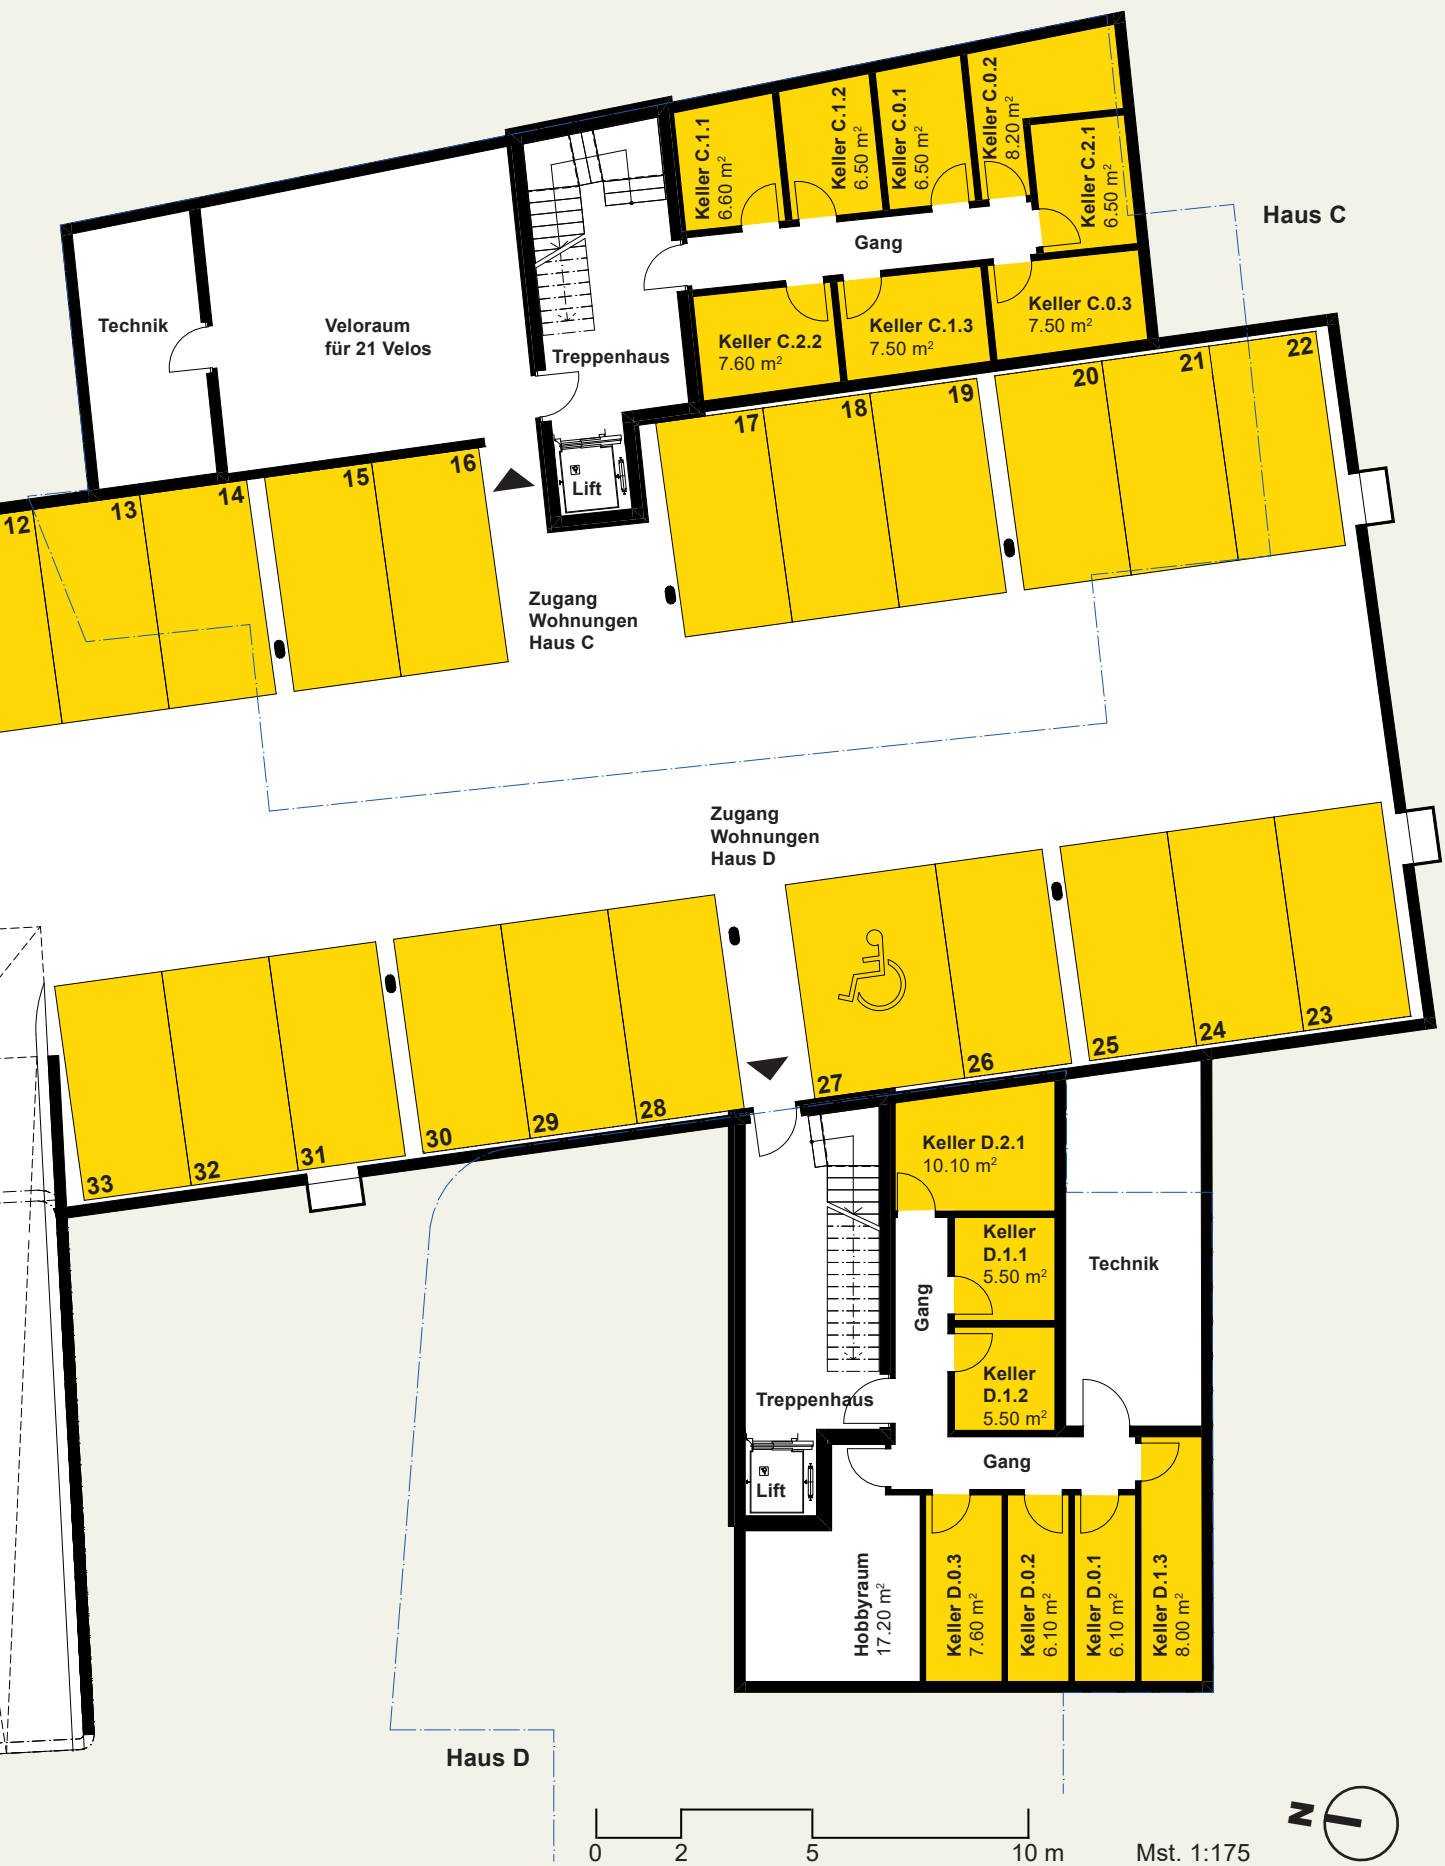 Keller C.1.1
6.60 m²
Keller C.1.2
6.50 m²
Keller C.0.1
6.50 m²
Keller C.0.2
8.20 m²
Keller C.2.1
6.50 m²
Haus C
Gang
Technik
Veloraum
für 21 Velos
Treppenhaus
Keller C.2.2
7.60 m²
Keller C.1.3
7.50 m²
Keller C.0.3
7.50 m²
12
13
14
15
16
Lift
17
18
19
20
21
22
Zugang
Wohnungen
Haus C
Zugang
Wohnungen
Haus D
33
32
31
30
29
28
27
26
25
24
23
Keller D.2.1
10.10 m²
Keller
D.1.1
5.50 m²
Technik
Gang
Keller
D.1.2
5.50 m²
Treppenhaus
Gang
Lift
Hobbyraum
17.20 m²
Keller D.0.3
7.60 m²
Keller D.0.2
6.10 m²
Keller D.0.1
6.10 m²
Keller D.1.3
8.00 m²
Haus D
0 2 5 10 m
Mst. 1:175
N